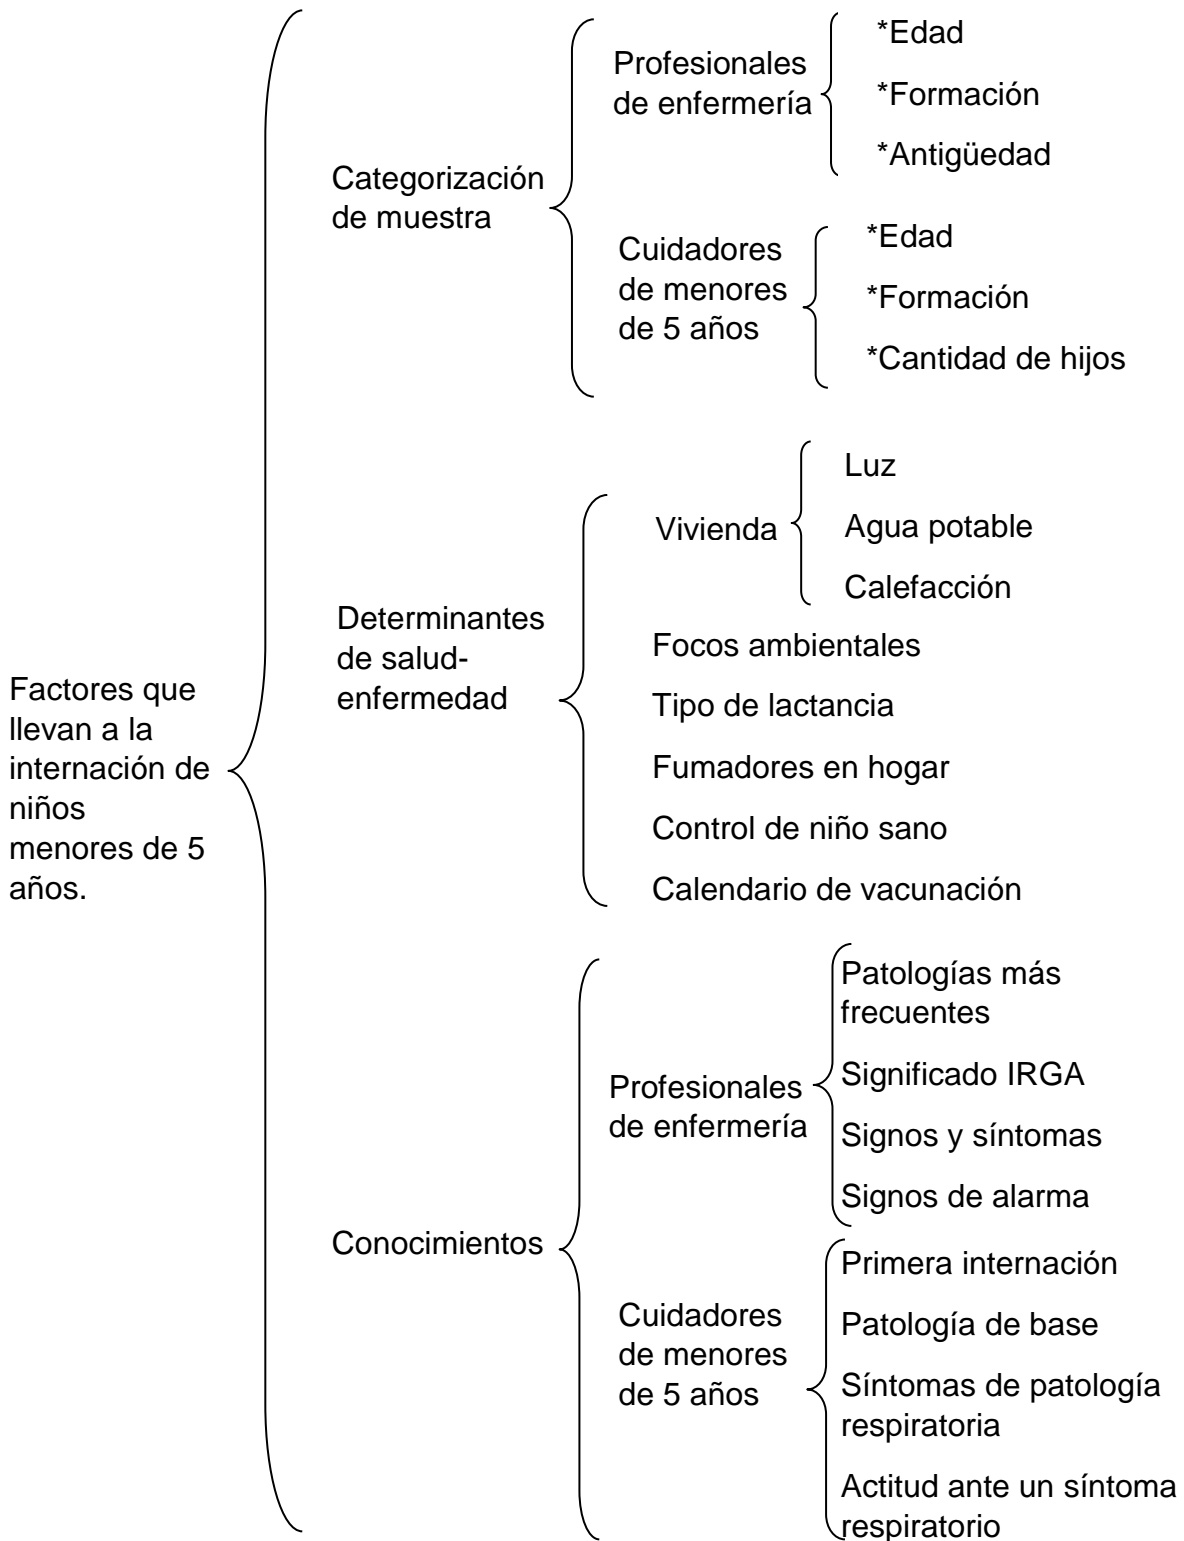 Factores que
llevan a la
internación de
niños
menores de 5
años.
Categorización
de muestra
Profesionales
de enfermería
*Edad
*Formación
*Antigüedad
Cuidadores
de menores
de 5 años
*Edad
*Formación
*Cantidad de hijos
Determinantes
de salud-
enfermedad
Vivienda
Luz
Agua potable
Calefacción
Focos ambientales
Tipo de lactancia
Fumadores en hogar
Control de niño sano
Calendario de vacunación
Conocimientos
Profesionales
de enfermería
Patologías más
frecuentes
Significado IRGA
Signos y síntomas
Signos de alarma
Cuidadores
de menores
de 5 años
Primera internación
Patología de base
Síntomas de patología
respiratoria
Actitud ante un síntoma
respiratorio